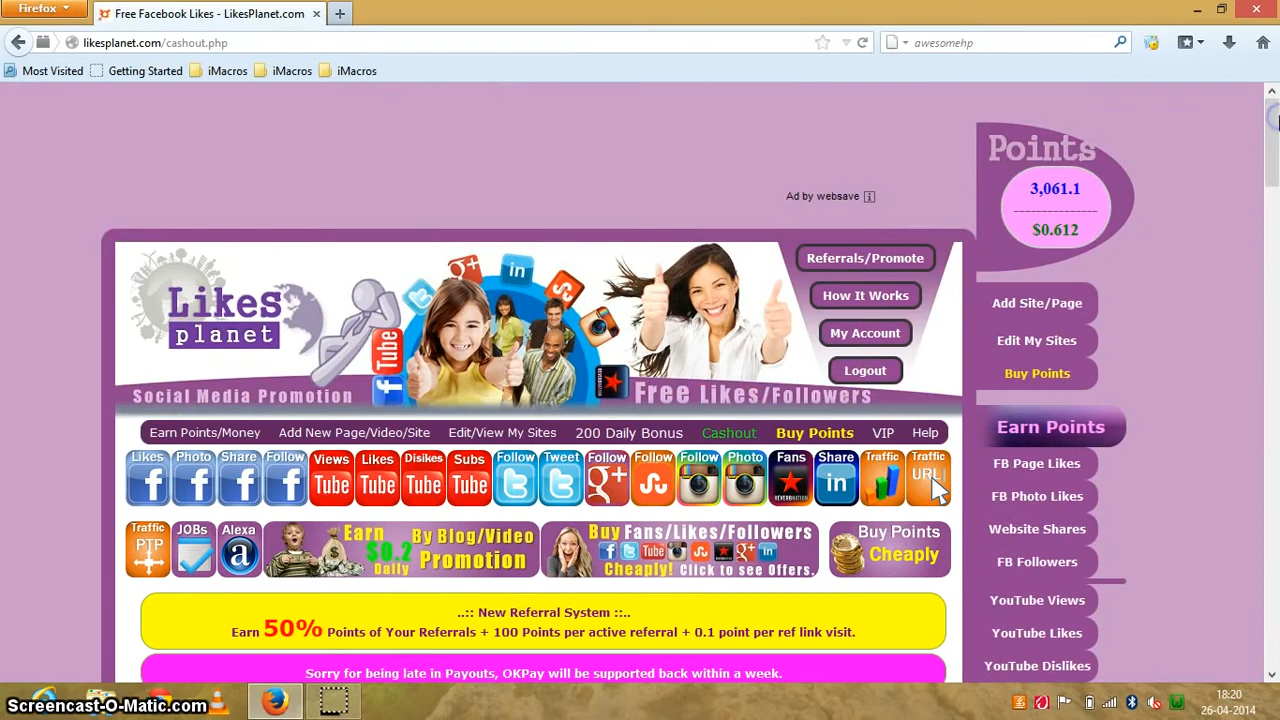 Firefox
Free Facebook Likes - LikesPlanet.com
likesplanet.com/cashout.php
awesomehp
Most Visited
Getting Started
iMacros
iMacros
iMacros
Points
3,061.1
---------------
$0.612
Ad by websave
Likes
planet
in
Tube
f
Social Media Promotion
Free Likes/Followers
Referrals/Promote
How It Works
My Account
Logout
Add Site/Page
Edit My Sites
Buy Points
Earn Points
FB Page Likes
FB Photo Likes
Website Shares
FB Followers
YouTube Views
YouTube Likes
YouTube Dislikes
Earn Points/Money
Add New Page/Video/Site
Edit/View My Sites
200 Daily Bonus
Cashout
Buy Points
VIP
Help
Likes Photo Share Follow Views Likes Disikes Subs Follow Tweet Follow Follow Follow Photo Fans Share Traffic Traffic
f f f f Tube Tube Tube Tube g+ in URL
Traffic JOBs Alexa
PTP a
Earn $0.2 Daily By Blog/Video Promotion
Buy Fans/Likes/Followers
Cheaply! Click to see Offers.
Buy Points
Cheaply
..:: New Referral System ::..
Earn 50% Points of Your Referrals + 100 Points per active referral + 0.1 point per ref link visit.
Sorry for being late in Payouts, OKPay will be supported back within a week.
Screencast-O-Matic.com
18:20
26-04-2014